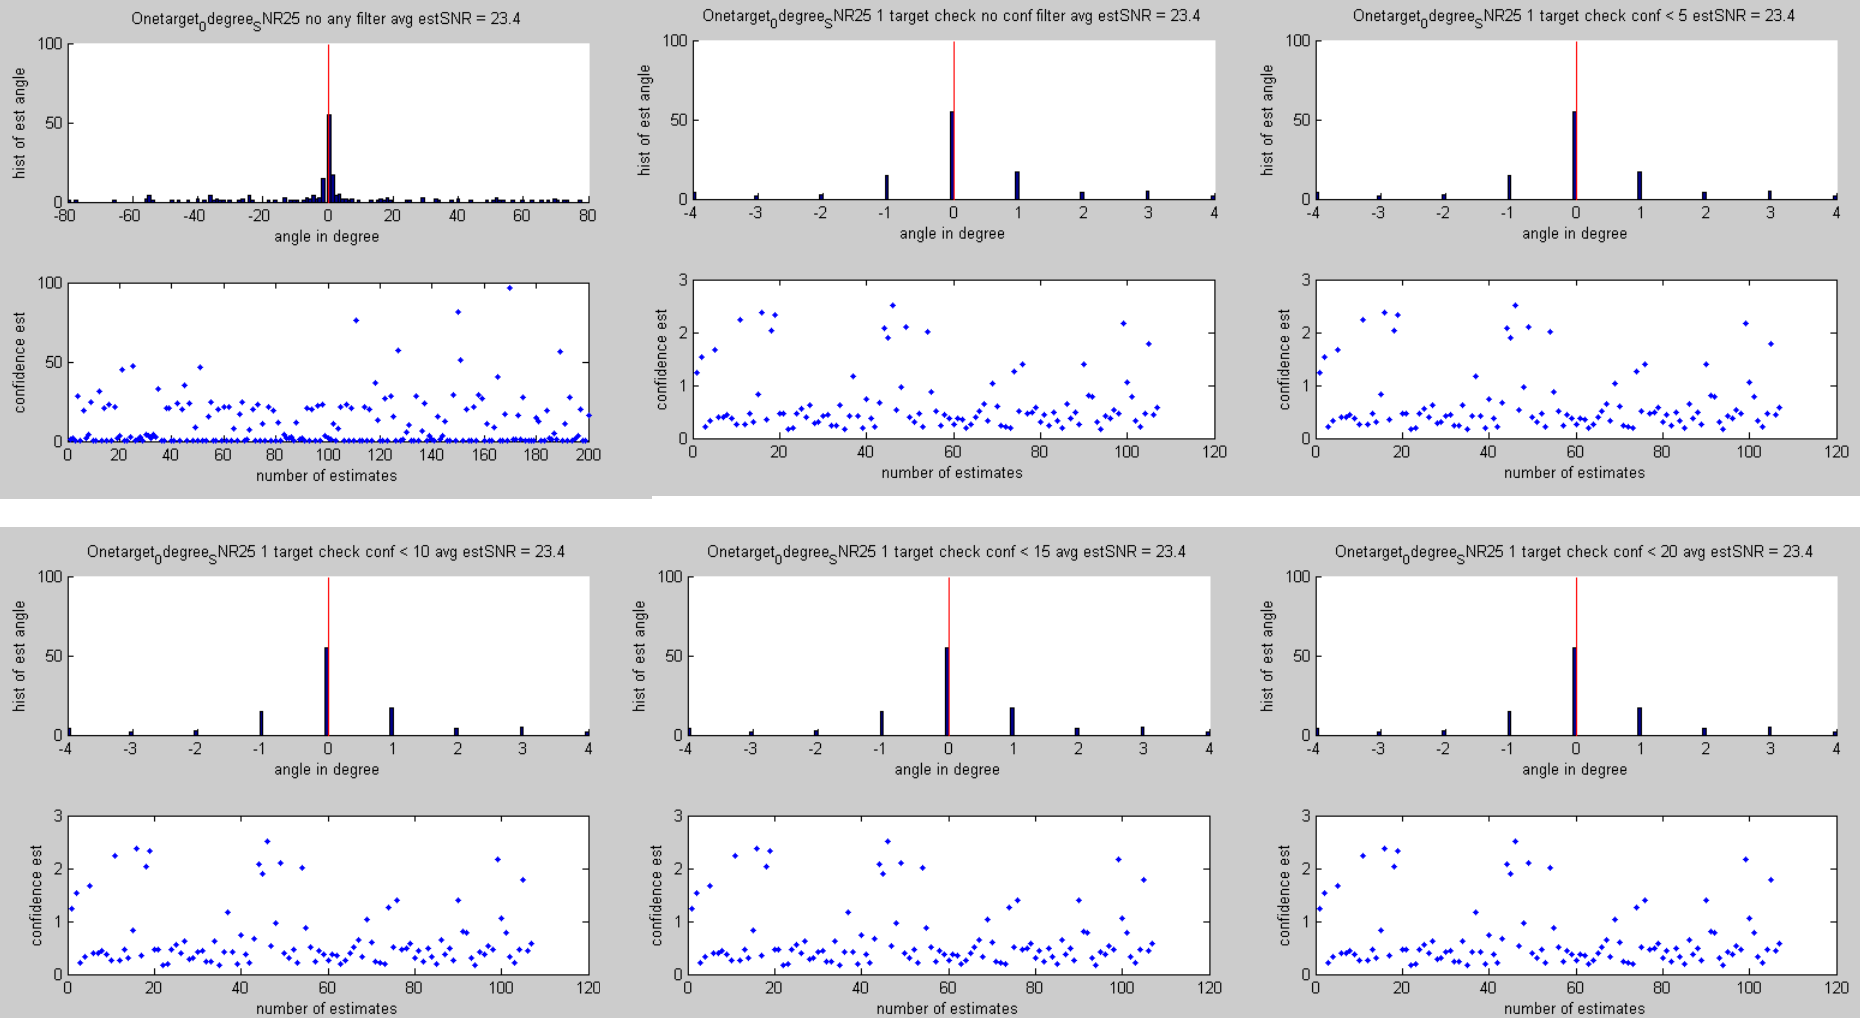 Onetarget_0degree_SNR25 no any filter avg estSNR = 23.4
100
50
0
hist of est angle
-80 -60 -40 -20 0 20 40 60 80
angle in degree
100
50
0
confidence est
0 20 40 60 80 100 120 140 160 180 200
number of estimates
Onetarget_0degree_SNR25 1 target check no conf filter avg estSNR = 23.4
100
50
0
hist of est angle
-4 -3 -2 -1 0 1 2 3 4
angle in degree
3
2
1
0
confidence est
0 20 40 60 80 100 120
number of estimates
Onetarget_0degree_SNR25 1 target check conf < 5 estSNR = 23.4
100
50
0
hist of est angle
-4 -3 -2 -1 0 1 2 3 4
angle in degree
3
2
1
0
confidence est
0 20 40 60 80 100 120
number of estimates
Onetarget_0degree_SNR25 1 target check conf < 10 avg estSNR = 23.4
100
50
0
hist of est angle
-4 -3 -2 -1 0 1 2 3 4
angle in degree
3
2
1
0
confidence est
0 20 40 60 80 100 120
number of estimates
Onetarget_0degree_SNR25 1 target check conf < 15 avg estSNR = 23.4
100
50
0
hist of est angle
-4 -3 -2 -1 0 1 2 3 4
angle in degree
3
2
1
0
confidence est
0 20 40 60 80 100 120
number of estimates
Onetarget_0degree_SNR25 1 target check conf < 20 avg estSNR = 23.4
100
50
0
hist of est angle
-4 -3 -2 -1 0 1 2 3 4
angle in degree
3
2
1
0
confidence est
0 20 40 60 80 100 120
number of estimates